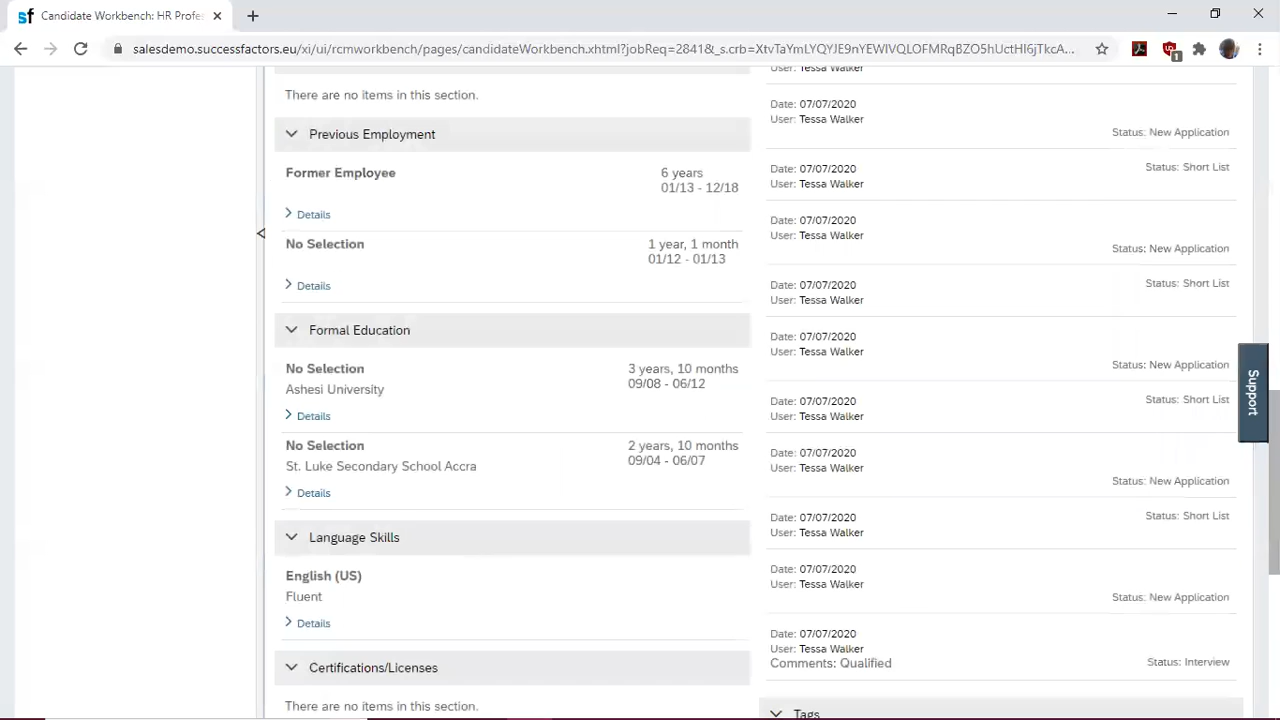 Candidate Workbench: HR Profes
salesdemo.successfactors.eu/xi/ui/rcmworkbench/pages/candidateWorkbench.xhtml?jobReq=2841&_s.crb=XtvTaYmLYQYJE9nYEWIVQLOFMRqBZO5hUctHI6jTkcA...
1
There are no items in this section.
Previous Employment
Former Employee
6 years
01/13 - 12/18
Details
No Selection
1 year, 1 month
01/12 - 01/13
Details
Formal Education
No Selection
3 years, 10 months
Ashesi University
09/08 - 06/12
Details
No Selection
2 years, 10 months
St. Luke Secondary School Accra
09/04 - 06/07
Details
Language Skills
English (US)
Fluent
Details
Certifications/Licenses
There are no items in this section.
User: Tessa Walker
Date: 07/07/2020
User: Tessa Walker
Status: New Application
Date: 07/07/2020
Status: Short List
User: Tessa Walker
Date: 07/07/2020
User: Tessa Walker
Status: New Application
Date: 07/07/2020
Status: Short List
User: Tessa Walker
Date: 07/07/2020
User: Tessa Walker
Status: New Application
Date: 07/07/2020
Status: Short List
User: Tessa Walker
Date: 07/07/2020
User: Tessa Walker
Status: New Application
Date: 07/07/2020
Status: Short List
User: Tessa Walker
Date: 07/07/2020
User: Tessa Walker
Status: New Application
Date: 07/07/2020
User: Tessa Walker
Comments: Qualified
Status: Interview
Tags
Support